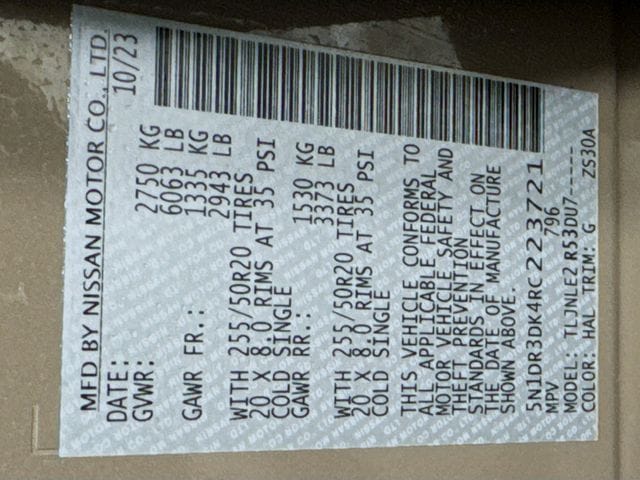 MFD BY NISSAN MOTOR CO., LTD.
DATE: 10/23
GVWR: 2750 KG
6063 LB
GAWR FR.: 1335 KG
2943 LB
WITH 255/50R20 TIRES
20 X 8.0 RIMS AT 35 PSI
COLD SINGLE
GAWR RR.: 1530 KG
3373 LB
WITH 255/50R20 TIRES
20 X 8.0 RIMS AT 35 PSI
COLD SINGLE
THIS VEHICLE CONFORMS TO
ALL APPLICABLE FEDERAL
MOTOR VEHICLE SAFETY AND
THEFT PREVENTION
STANDARDS IN EFFECT ON
THE DATE OF MANUFACTURE
SHOWN ABOVE.
5N1DR3DK4RC223721
MPV 796
MODEL: TLJNLE2 R53DU7-----
COLOR: HAL TRIM: G ZS30A